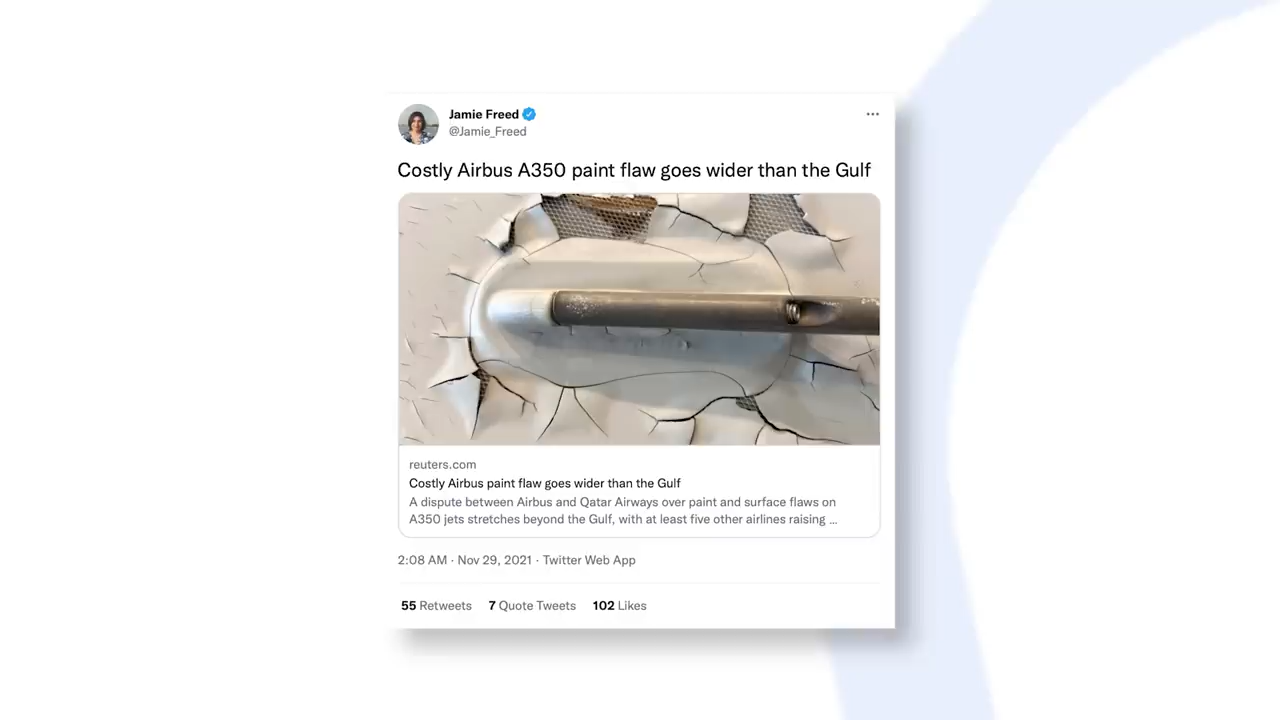 Jamie Freed
@Jamie_Freed
Costly Airbus A350 paint flaw goes wider than the Gulf
reuters.com
Costly Airbus paint flaw goes wider than the Gulf
A dispute between Airbus and Qatar Airways over paint and surface flaws on
A350 jets stretches beyond the Gulf, with at least five other airlines raising ...
2:08 AM · Nov 29, 2021 · Twitter Web App
55 Retweets 7 Quote Tweets 102 Likes